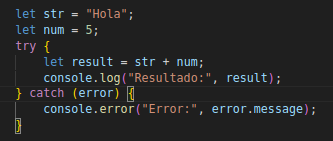 let str = "Hola";
let num = 5;
try {
    let result = str + num;
    console.log("Resultado:", result);
} catch (error) {
    console.error("Error:", error.message);
}